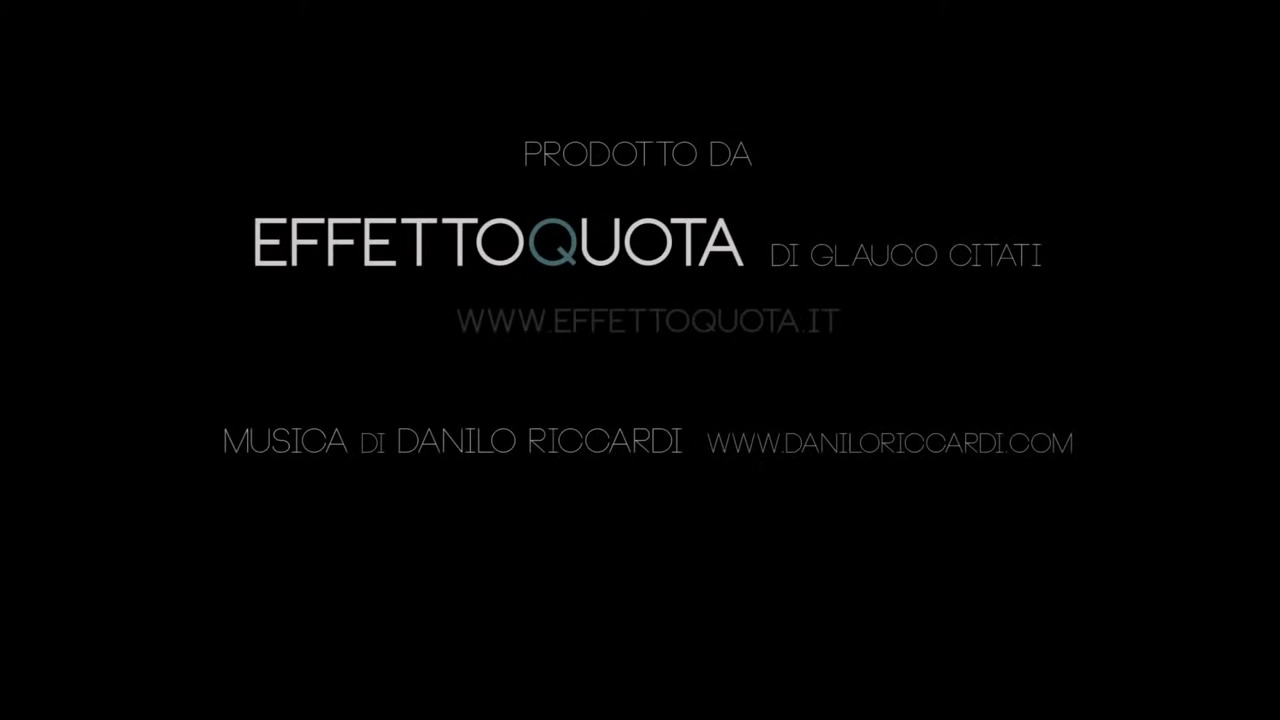 PRODOTTO DA
EFFETTOQUOTA DI GLAUCO CITATI
WWW.EFFETTOQUOTA.IT
MUSICA DI DANILO RICCARDI WWW.DANILORICCARDI.COM